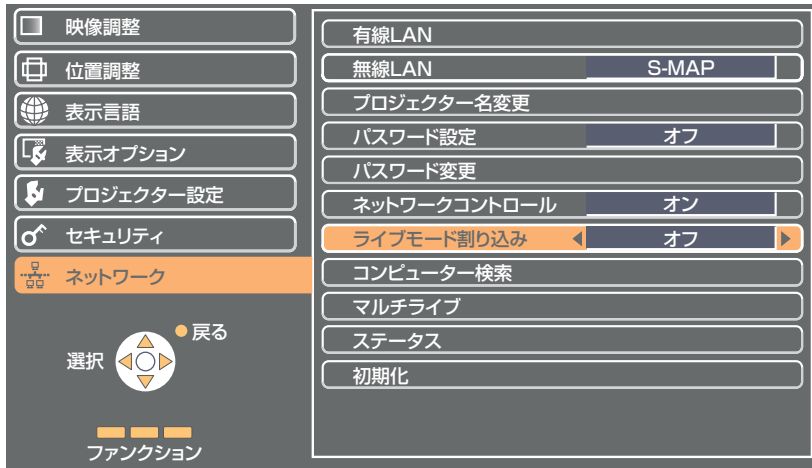 映像調整
位置調整
表示言語
表示オプション
プロジェクター設定
セキュリティ
ネットワーク
戻る
選択
ファンクション
有線LAN
無線LAN S-MAP
プロジェクター名変更
パスワード設定 オフ
パスワード変更
ネットワークコントロール オン
ライブモード割り込み オフ
コンピューター検索
マルチライブ
ステータス
初期化